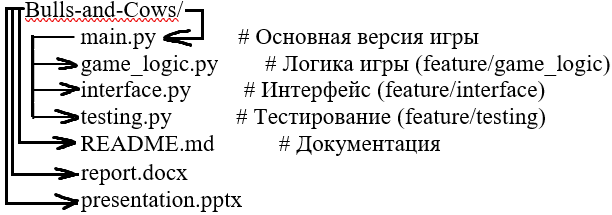 Bulls-and-Cows/
main.py # Основная версия игры
game_logic.py # Логика игры (feature/game_logic)
interface.py # Интерфейс (feature/interface)
testing.py # Тестирование (feature/testing)
README.md # Документация
report.docx
presentation.pptx